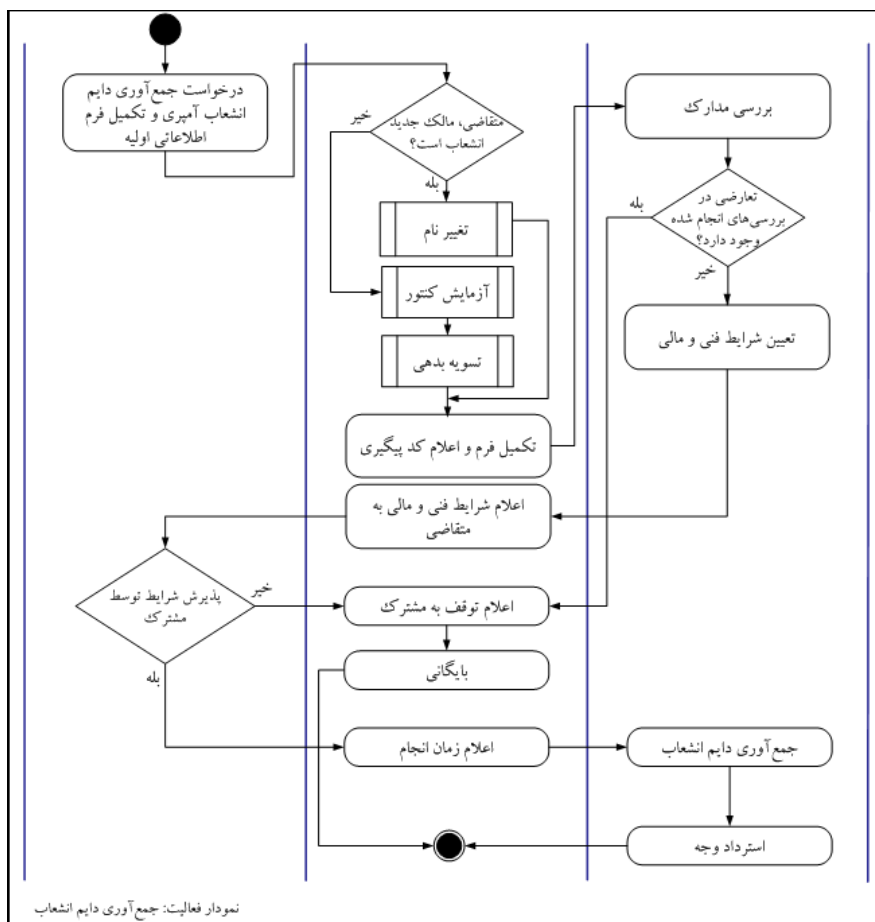 درخواست جمع‌آوری دایم
انشعاب آمپری و تکمیل فرم
اطلاعاتی اولیه
متقاضی، مالک جدید
انشعاب است؟
خیر
بله
تغییر نام
آزمایش کنتور
تسویه بدهی
تکمیل فرم و اعلام کد پیگیری
بررسی مدارک
تعارضی در
بررسی‌های انجام شده
وجود دارد؟
بله
خیر
تعیین شرایط فنی و مالی
اعلام شرایط فنی و مالی به
متقاضی
پذیرش شرایط توسط
مشترک
خیر
بله
اعلام توقف به مشترک
بایگانی
اعلام زمان انجام
جمع‌آوری دایم انشعاب
استرداد وجه
نمودار فعالیت: جمع‌آوری دایم انشعاب